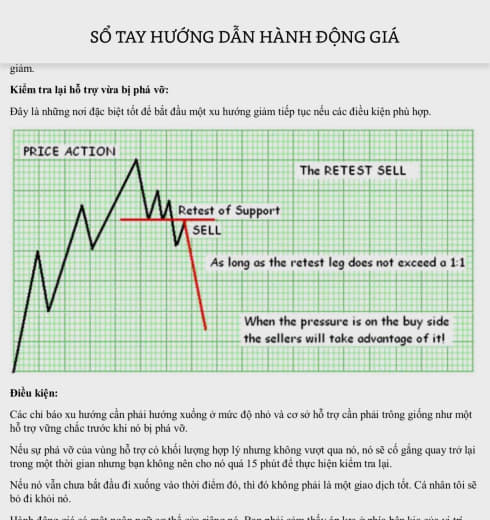 SỔ TAY HƯỚNG DẪN HÀNH ĐỘNG GIÁ
giảm.
Kiểm tra lại hỗ trợ vừa bị phá vỡ:
Đây là những nơi đặc biệt tốt để bắt đầu một xu hướng giảm tiếp tục nếu các điều kiện phù hợp.
PRICE ACTION
The RETEST SELL
Retest of Support
SELL
As long as the retest leg does not exceed a 1:1
When the pressure is on the buy side
the sellers will take advantage of it!
Điều kiện:
Các chỉ báo xu hướng cần phải hướng xuống ở mức độ nhỏ và cơ sở hỗ trợ cần phải trông giống như một
hỗ trợ vững chắc trước khi nó bị phá vỡ.
Nếu sự phá vỡ của vùng hỗ trợ có khối lượng hợp lý nhưng không vượt qua nó, nó sẽ cố gắng quay trở lại
trong một thời gian nhưng bạn không nên cho nó quá 15 phút để thực hiện kiểm tra lại.
Nếu nó vẫn chưa bắt đầu đi xuống vào thời điểm đó, thì đó không phải là một giao dịch tốt. Cá nhân tôi sẽ
bỏ đi khỏi nó.